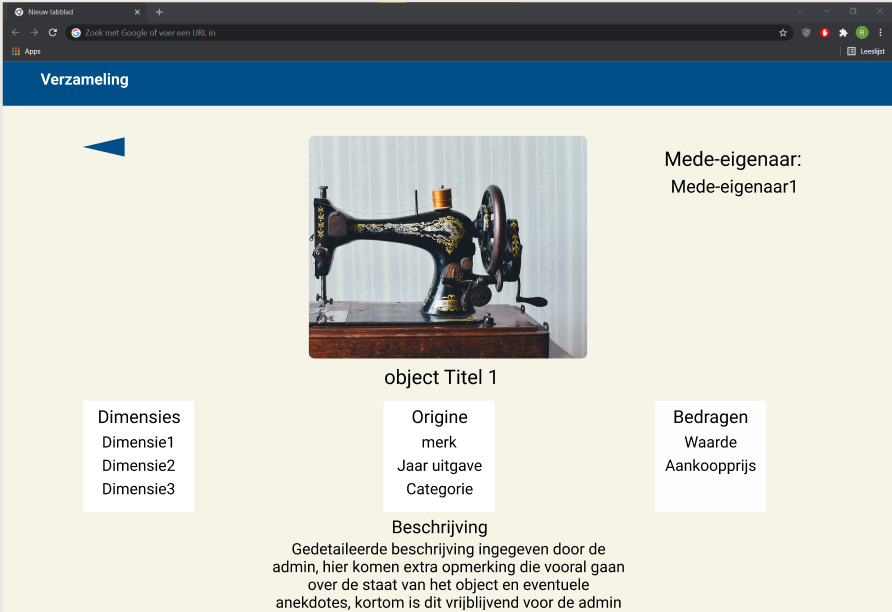 Nieuw tabblad
Zoek met Google of voer een URL in
R
Apps
Leeslijst
Verzameling
Mede-eigenaar:
Mede-eigenaar1
object Titel 1
Dimensies
Dimensie1
Dimensie2
Dimensie3
Origine
merk
Jaar uitgave
Categorie
Bedragen
Waarde
Aankoopprijs
Beschrijving
Gedetaileerde beschrijving ingegeven door de
admin, hier komen extra opmerking die vooral gaan
over de staat van het object en eventuele
anekdotes, kortom is dit vrijblijvend voor de admin